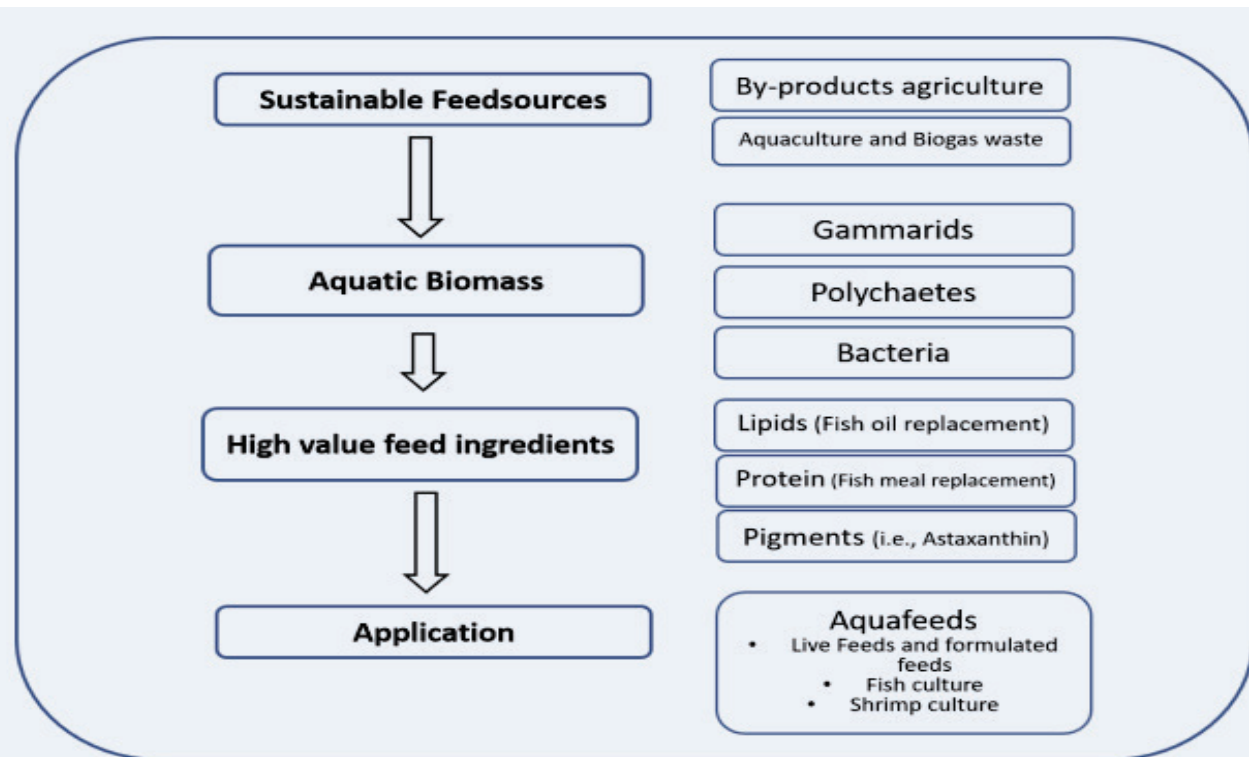 Sustainable Feedsources
By-products agriculture
Aquaculture and Biogas waste
Aquatic Biomass
Gammarids
Polychaetes
Bacteria
High value feed ingredients
Lipids (Fish oil replacement)
Protein (Fish meal replacement)
Pigments (i.e., Astaxanthin)
Application
Aquafeeds
• Live Feeds and formulated
feeds
• Fish culture
• Shrimp culture